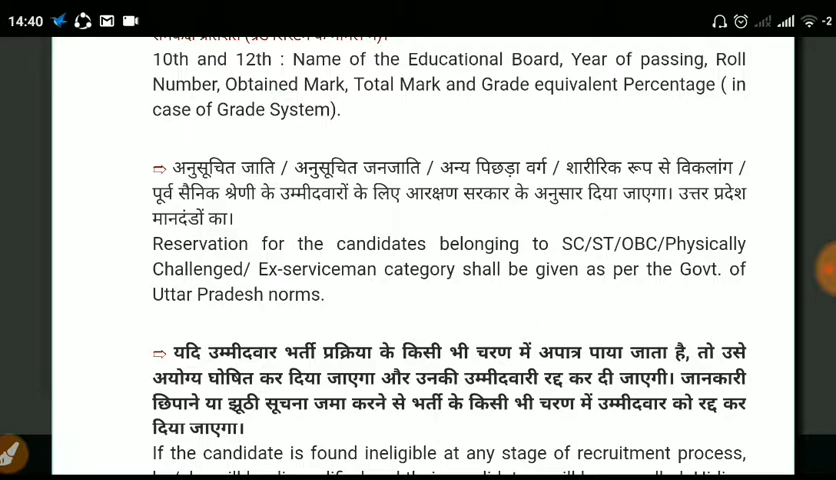 14:40
-2
10th and 12th : Name of the Educational Board, Year of passing, Roll
Number, Obtained Mark, Total Mark and Grade equivalent Percentage ( in
case of Grade System).
⇨ अनुसूचित जाति / अनुसूचित जनजाति / अन्य पिछड़ा वर्ग / शारीरिक रूप से विकलांग /
पूर्व सैनिक श्रेणी के उम्मीदवारों के लिए आरक्षण सरकार के अनुसार दिया जाएगा। उत्तर प्रदेश
मानदंडों का।
Reservation for the candidates belonging to SC/ST/OBC/Physically
Challenged/ Ex-serviceman category shall be given as per the Govt. of
Uttar Pradesh norms.
⇨ यदि उम्मीदवार भर्ती प्रक्रिया के किसी भी चरण में अपात्र पाया जाता है, तो उसे
अयोग्य घोषित कर दिया जाएगा और उनकी उम्मीदवारी रद्द कर दी जाएगी। जानकारी
छिपाने या झूठी सूचना जमा करने से भर्ती के किसी भी चरण में उम्मीदवार को रद्द कर
दिया जाएगा।
If the candidate is found ineligible at any stage of recruitment process,